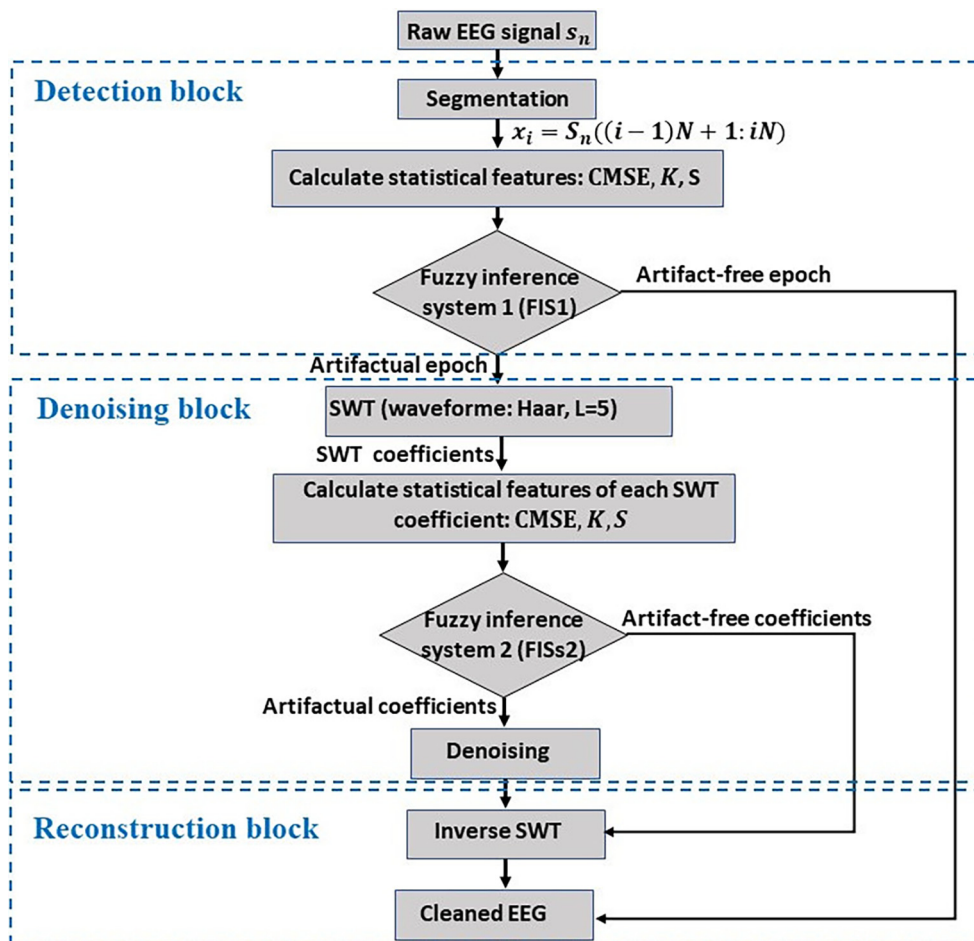 Raw EEG signal sₙ
Detection block
Segmentation
xᵢ = Sₙ((i − 1)N + 1: iN)
Calculate statistical features: CMSE, K, S
Fuzzy inference
system 1 (FIS1)
Artifact-free epoch
Artifactual epoch
Denoising block
SWT (waveforme: Haar, L=5)
SWT coefficients
Calculate statistical features of each SWT
coefficient: CMSE, K, S
Fuzzy inference
system 2 (FISs2)
Artifact-free coefficients
Artifactual coefficients
Denoising
Reconstruction block
Inverse SWT
Cleaned EEG